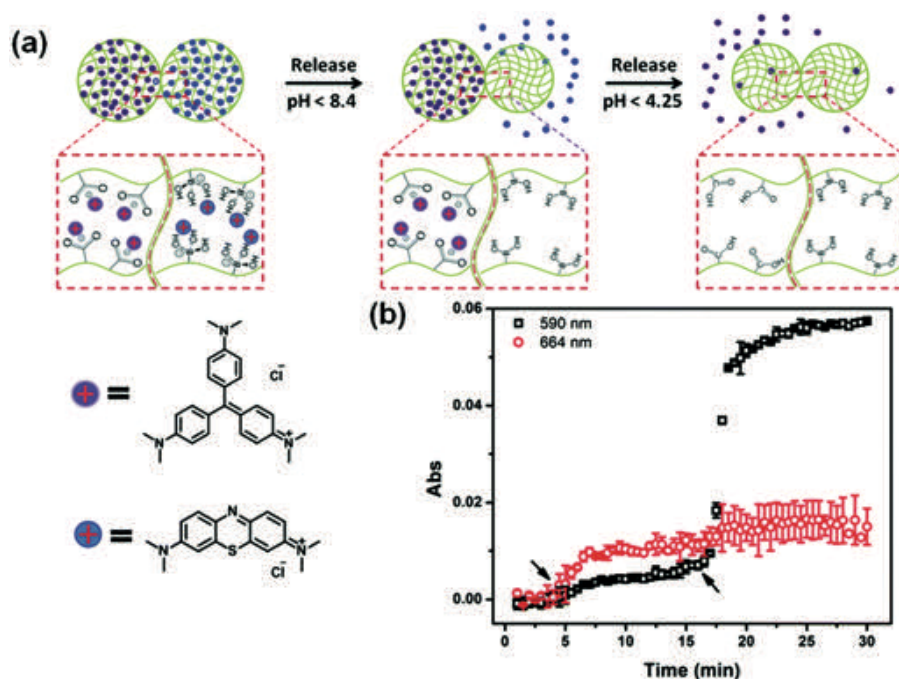 (a)
Release
pH < 8.4
Release
pH < 4.25
N
Cl⁻
N
N⁺
=
N
N
S
N⁺
Cl⁻
=
(b)
590 nm
664 nm
0.06
0.04
0.02
0.00
Abs
0
5
10
15
20
25
30
Time (min)